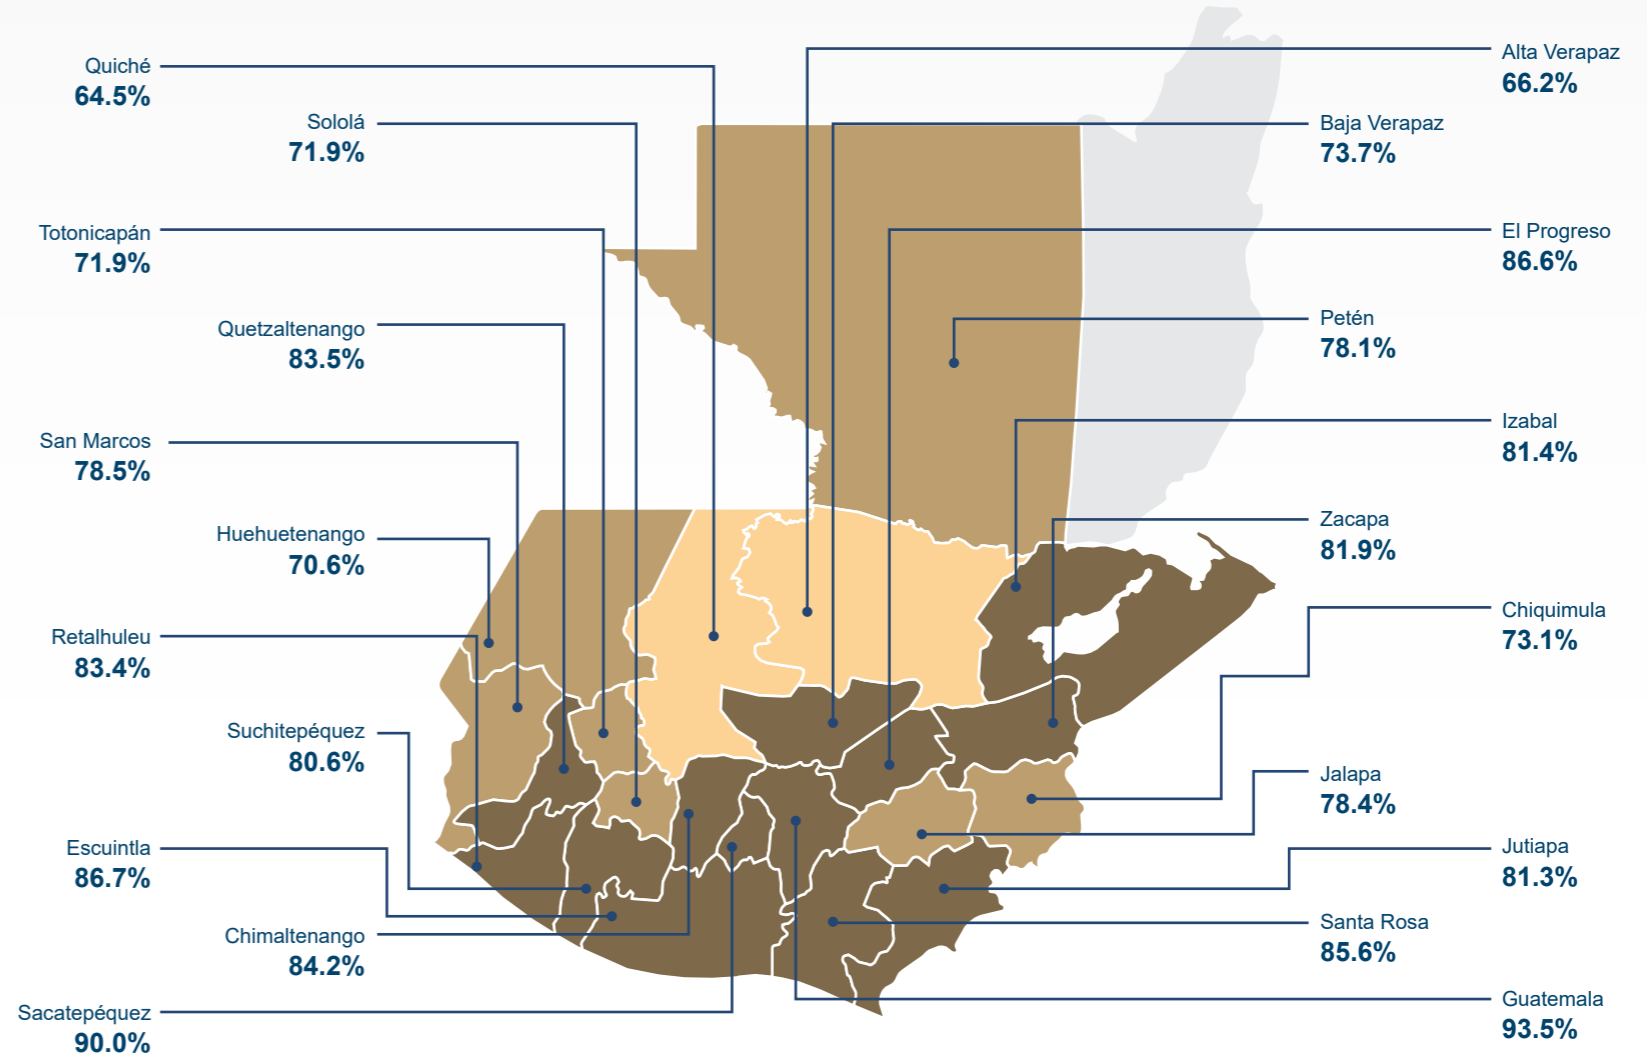 Quiché
64.5%
Sololá
71.9%
Totonicapán
71.9%
Quetzaltenango
83.5%
San Marcos
78.5%
Huehuetenango
70.6%
Retalhuleu
83.4%
Suchitepéquez
80.6%
Escuintla
86.7%
Chimaltenango
84.2%
Sacatepéquez
90.0%
Alta Verapaz
66.2%
Baja Verapaz
73.7%
El Progreso
86.6%
Petén
78.1%
Izabal
81.4%
Zacapa
81.9%
Chiquimula
73.1%
Jalapa
78.4%
Jutiapa
81.3%
Santa Rosa
85.6%
Guatemala
93.5%